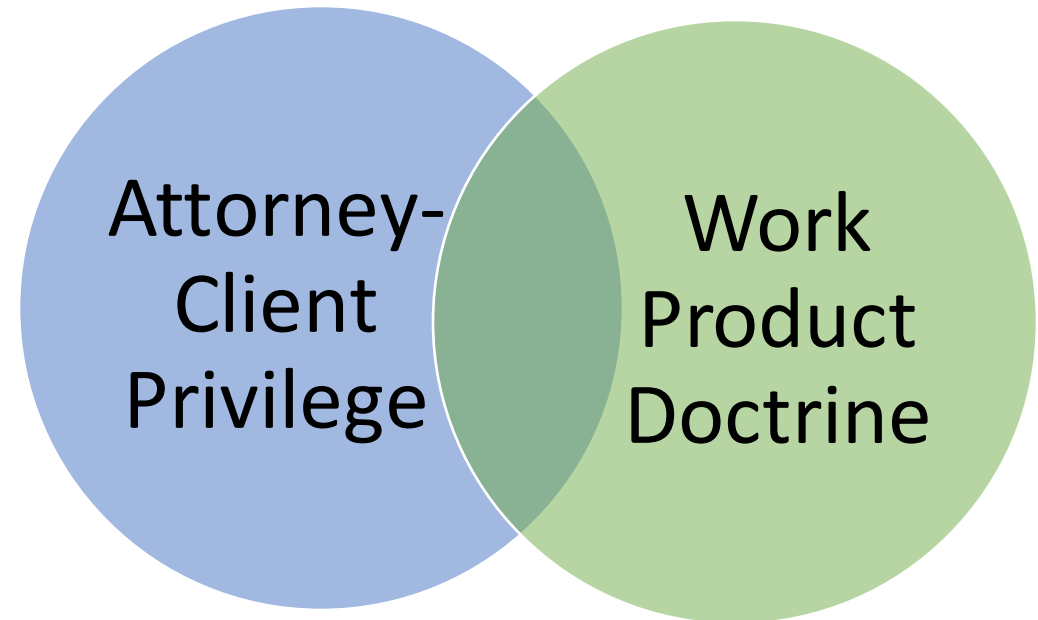 Attorney-
Client
Privilege
Work
Product
Doctrine